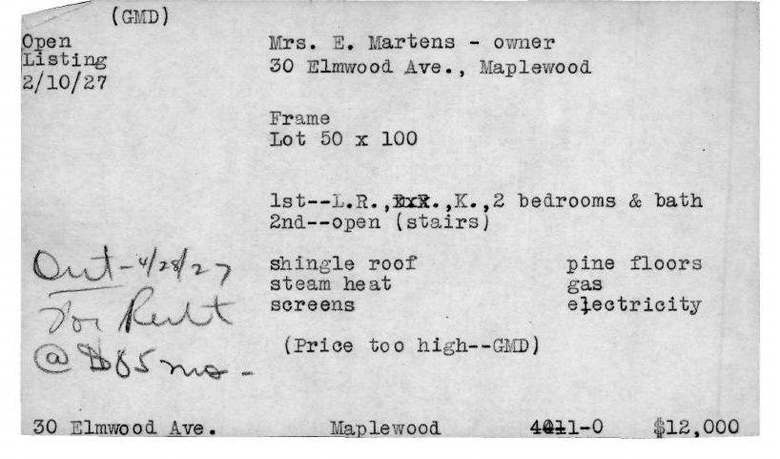 (GMD)
Open
Listing
2/10/27
Mrs. E. Martens - owner
30 Elmwood Ave., Maplewood
Frame
Lot 50 x 100
1st--L.R.,K.,2 bedrooms & bath
2nd--open (stairs)
shingle roof pine floors
steam heat gas
screens electricity
Out - 4/28/27
For Rent
@ $85 mo -
(Price too high--GMD)
30 Elmwood Ave. Maplewood 4011-0 $12,000